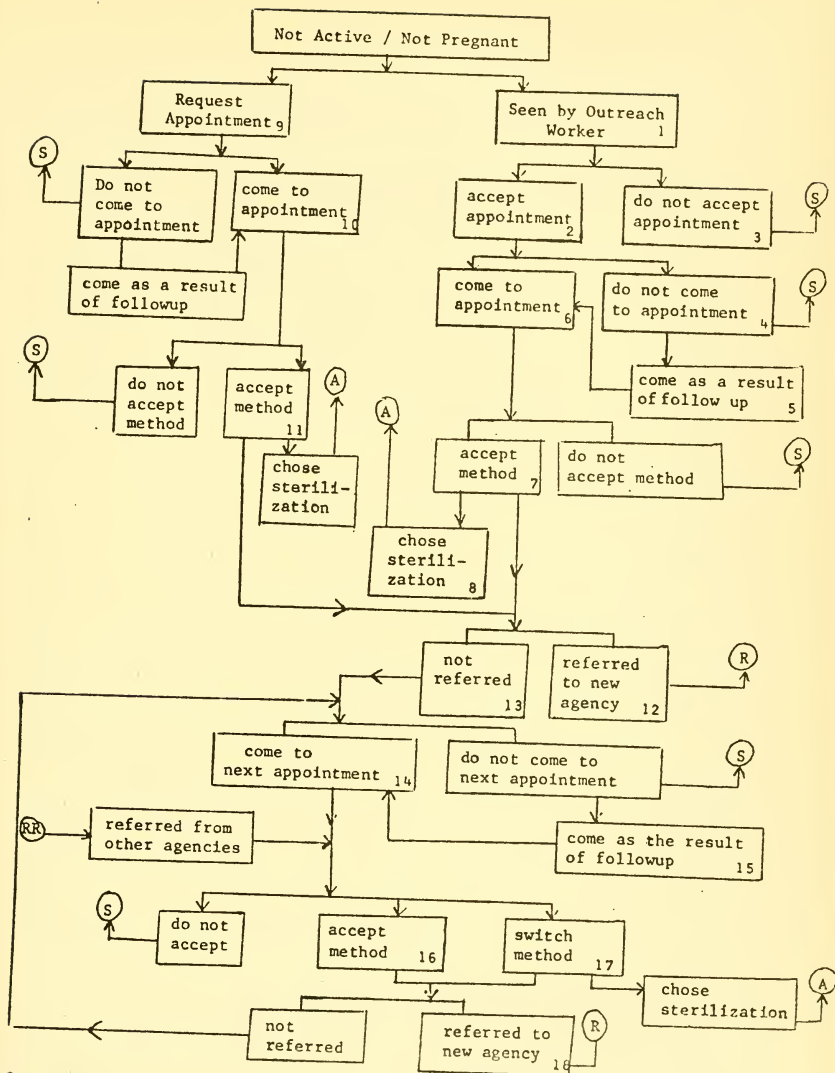 Not Active / Not Pregnant
Request
Appointment 9
Seen by Outreach
Worker 1
S
Do not
come to
appointment
come to
appointment
10
accept
appointment
2
do not accept
appointment
3
S
come as a result
of followup
come to
appointment 6
do not come
to appointment
4
S
come as a result
of follow up
5
S
do not
accept
method
accept
method
11
A
chose
sterili-
zation
A
accept
method
7
do not
accept method
S
chose
sterili-
zation
8
not
referred
13
referred
to new
agency 12
R
come to
next appointment
14
do not come to
next appointment
S
RR
referred from
other agencies
come as the result
of followup
15
S
do not
accept
accept
method
16
switch
method
17
chose
sterilization
A
not
referred
referred to
new agency
18
R